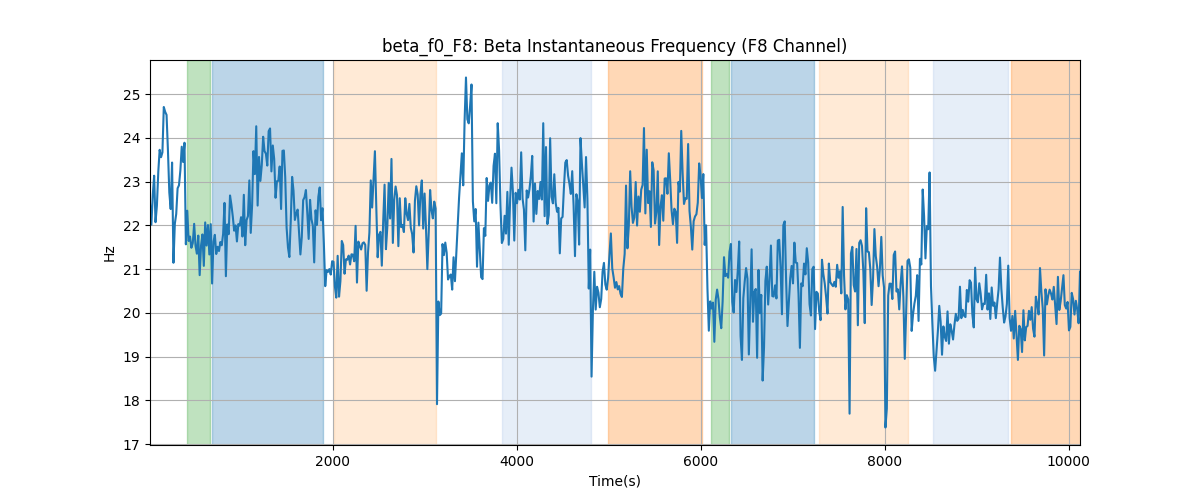 beta_f0_F8: Beta Instantaneous Frequency (F8 Channel)
25
24
23
22
21
20
19
18
17
Hz
2000 4000 6000 8000 10000
Time(s)